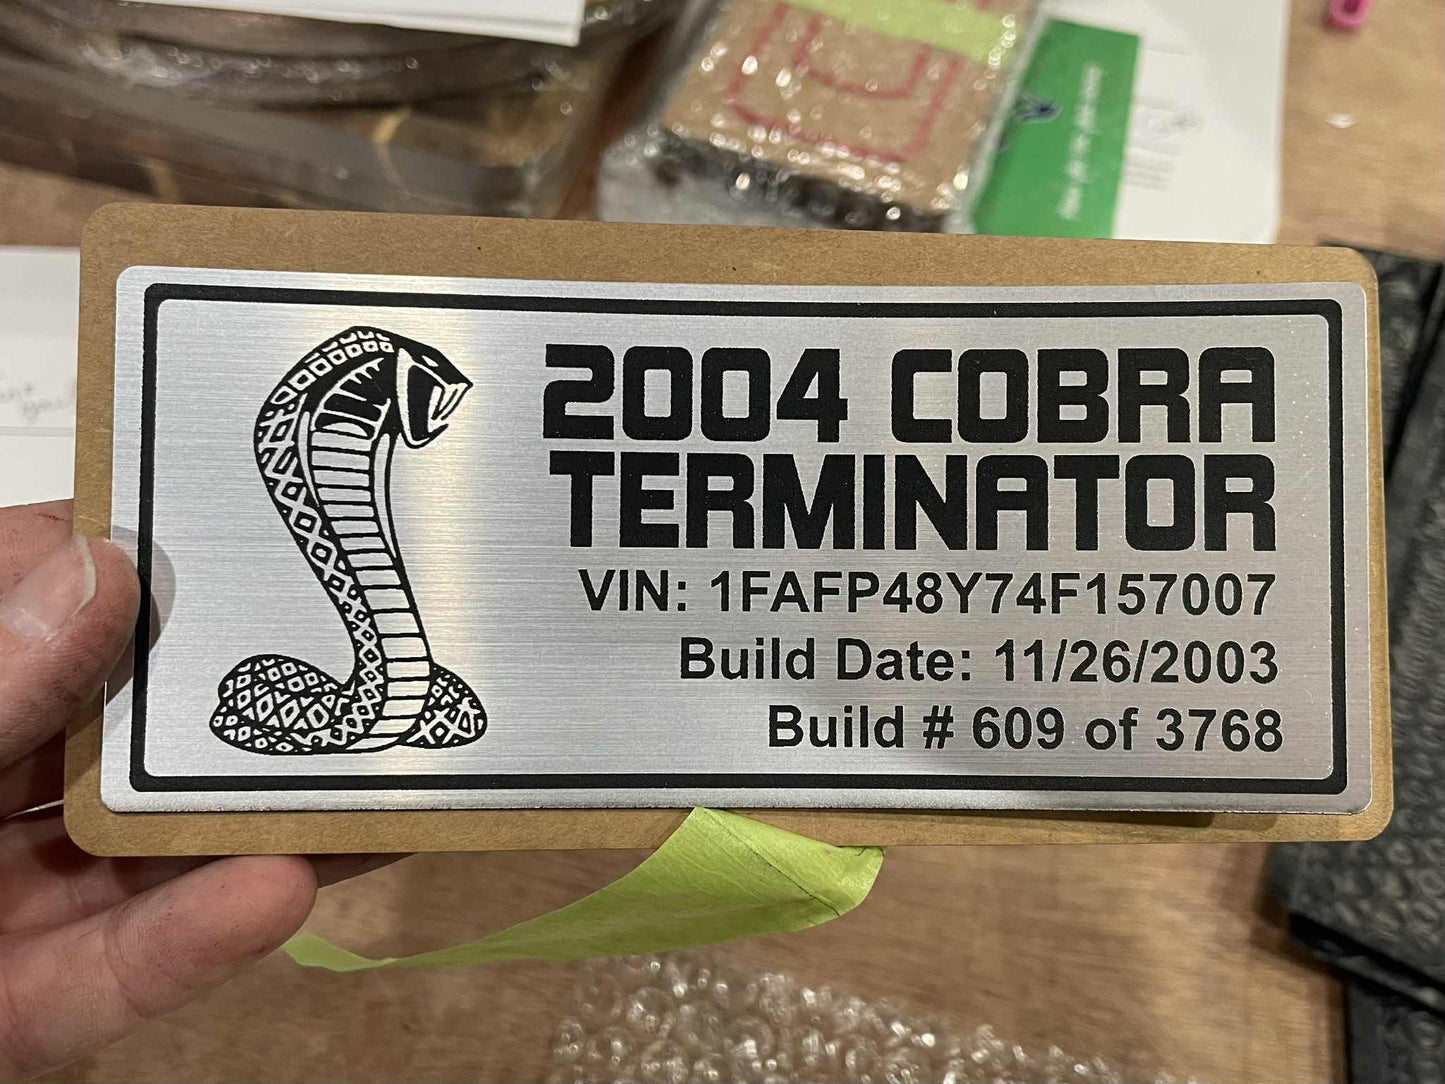 2004 COBRA
TERMINATOR
VIN: 1FAFP48Y74F157007
Build Date: 11/26/2003
Build # 609 of 3768